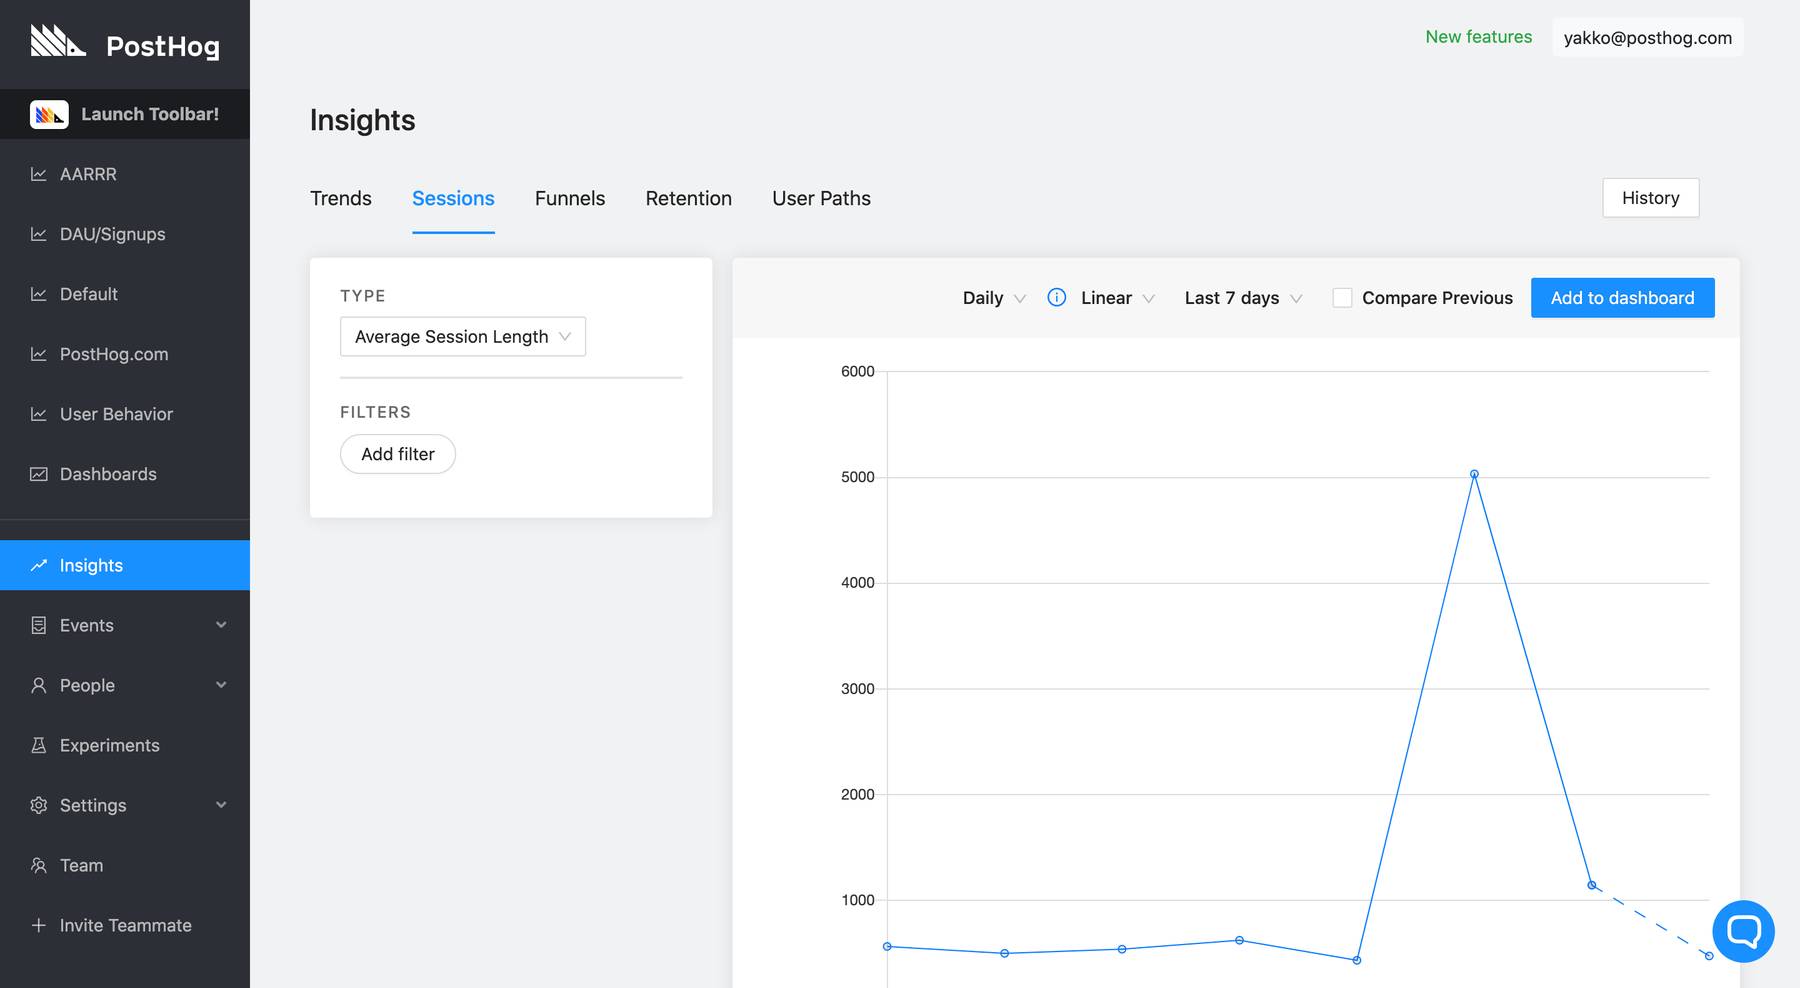 PostHog
Launch Toolbar!
AARRR
DAU/Signups
Default
PostHog.com
User Behavior
Dashboards
Insights
Events
People
Experiments
Settings
Team
Invite Teammate
New features
yakko@posthog.com
Insights
Trends
Sessions
Funnels
Retention
User Paths
History
TYPE
Average Session Length
FILTERS
Add filter
Daily
Linear
Last 7 days
Compare Previous
Add to dashboard
6000
5000
4000
3000
2000
1000